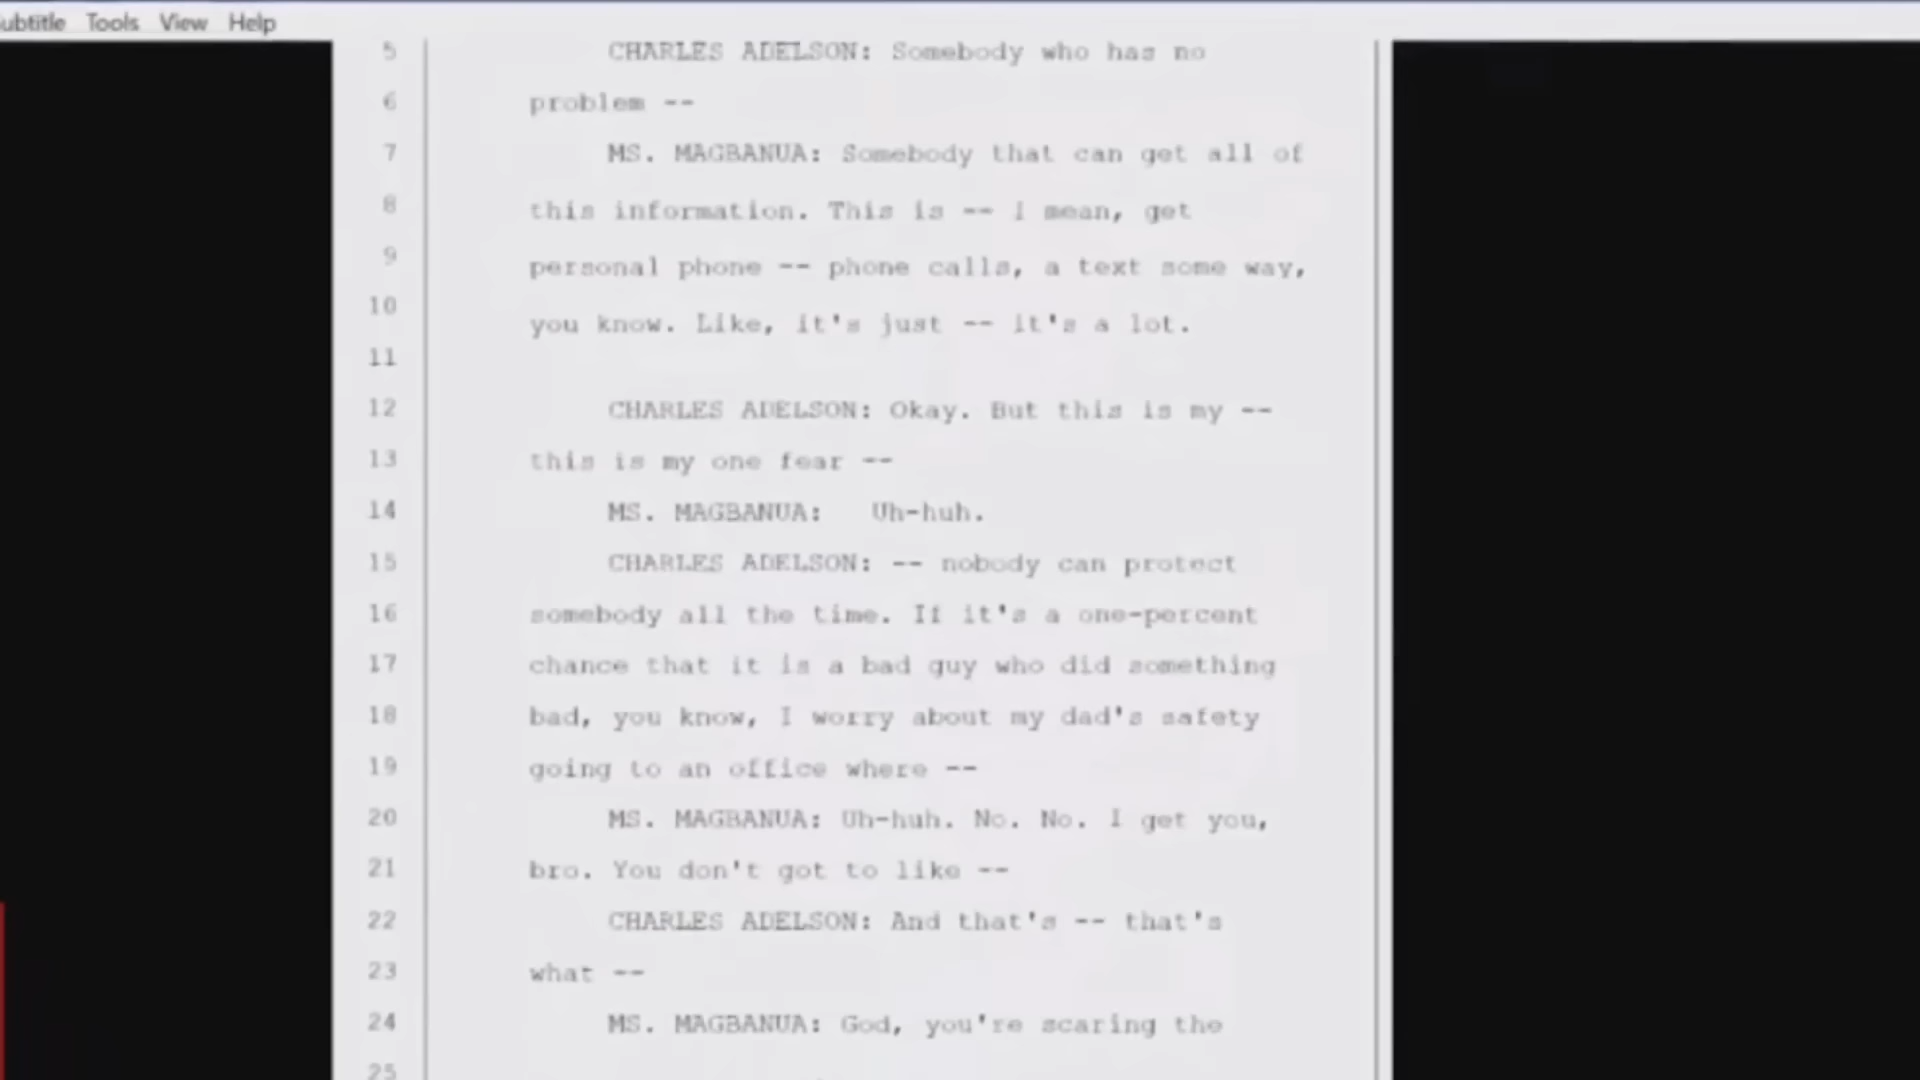 ubtitle Tools View Help
5 CHARLES ADELSON: Somebody who has no
6 problem --
7 MS. MAGBANUA: Somebody that can get all of
8 this information. This is -- I mean, get
9 personal phone -- phone calls, a text some way,
10 you know. Like, it's just -- it's a lot.
11
12 CHARLES ADELSON: Okay. But this is my --
13 this is my one fear --
14 MS. MAGBANUA: Uh-huh.
15 CHARLES ADELSON: -- nobody can protect
16 somebody all the time. If it's a one-percent
17 chance that it is a bad guy who did something
18 bad, you know, I worry about my dad's safety
19 going to an office where --
20 MS. MAGBANUA: Uh-huh. No. No. I get you,
21 bro. You don't got to like --
22 CHARLES ADELSON: And that's -- that's
23 what --
24 MS. MAGBANUA: God, you're scaring the
25